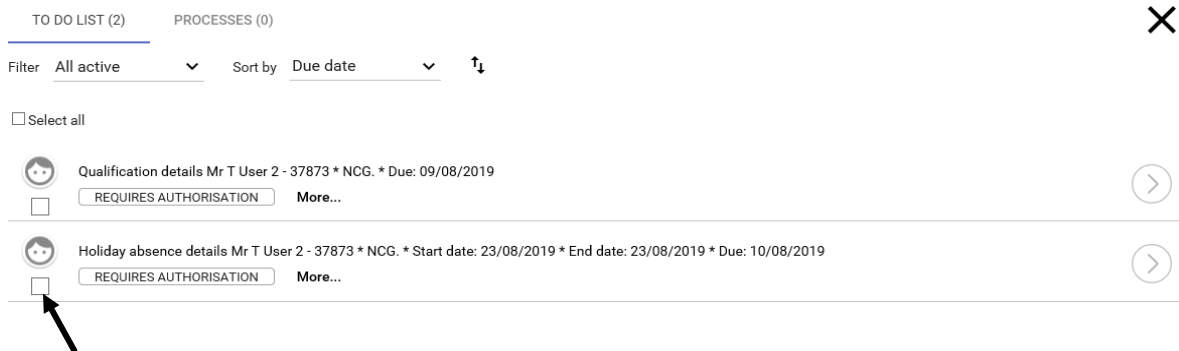 TO DO LIST (2) PROCESSES (0)
Filter All active Sort by Due date
Select all
Qualification details Mr T User 2 - 37873 * NCG. * Due: 09/08/2019
REQUIRES AUTHORISATION More...
Holiday absence details Mr T User 2 - 37873 * NCG. * Start date: 23/08/2019 * End date: 23/08/2019 * Due: 10/08/2019
REQUIRES AUTHORISATION More...